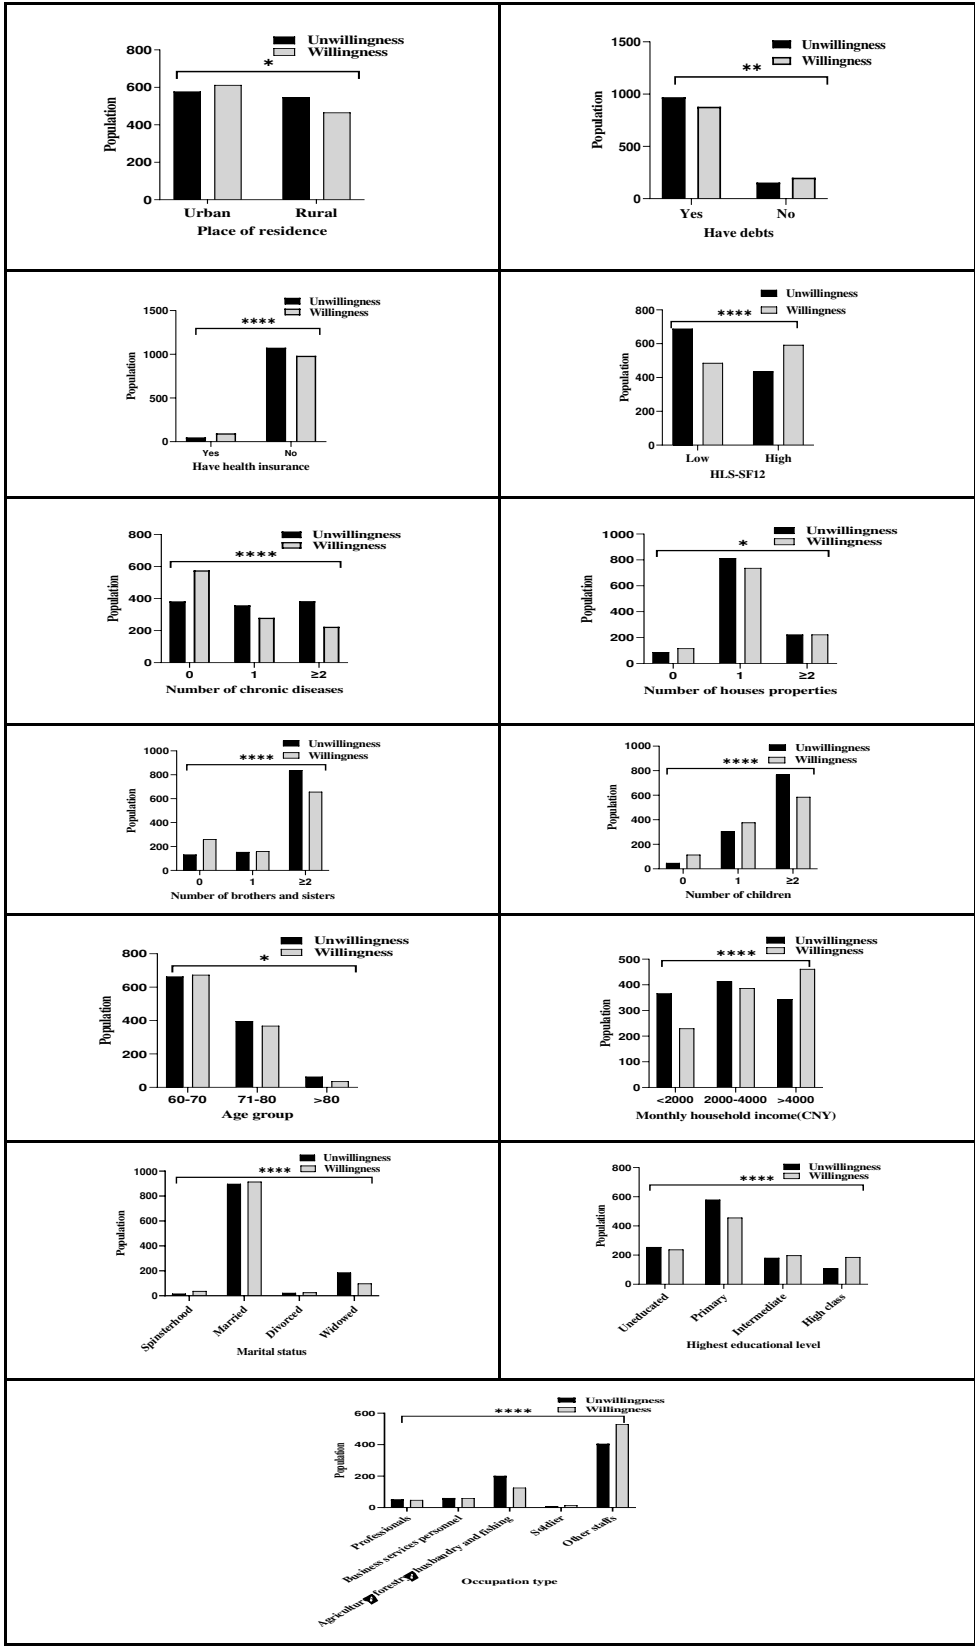 Unwillingness
Willingness
*
800
600
400
200
0
Population
Urban Rural
Place of residence
Unwillingness
Willingness
**
1500
1000
500
0
Population
Yes No
Have debts
Unwillingness
Willingness
****
1500
1000
500
0
Population
Yes No
Have health insurance
Unwillingness
Willingness
****
800
600
400
200
0
Population
Low High
HLS-SF12
Unwillingness
Willingness
****
800
600
400
200
0
Population
0 1 ≥2
Number of chronic diseases
Unwillingness
Willingness
*
1000
800
600
400
200
0
Population
0 1 ≥2
Number of houses properties
Unwillingness
Willingness
****
1000
800
600
400
200
0
Population
0 1 ≥2
Number of brothers and sisters
Unwillingness
Willingness
****
1000
800
600
400
200
0
Population
0 1 ≥2
Number of children
Unwillingness
Willingness
*
800
600
400
200
0
Population
60-70 71-80 >80
Age group
Unwillingness
Willingness
****
500
400
300
200
100
0
Population
<2000 2000-4000 >4000
Monthly household income(CNY)
Unwillingness
Willingness
****
1000
800
600
400
200
0
Population
Spinsterhood
Married
Divorced
Widowed
Marital status
Unwillingness
Willingness
****
800
600
400
200
0
Population
Uneducated
Primary
Intermediate
High class
Highest educational level
Unwillingness
Willingness
****
600
400
200
0
Population
Professionals
Business services personnel
husbandry and fishing
Soldier
Other staffs
Occupation type